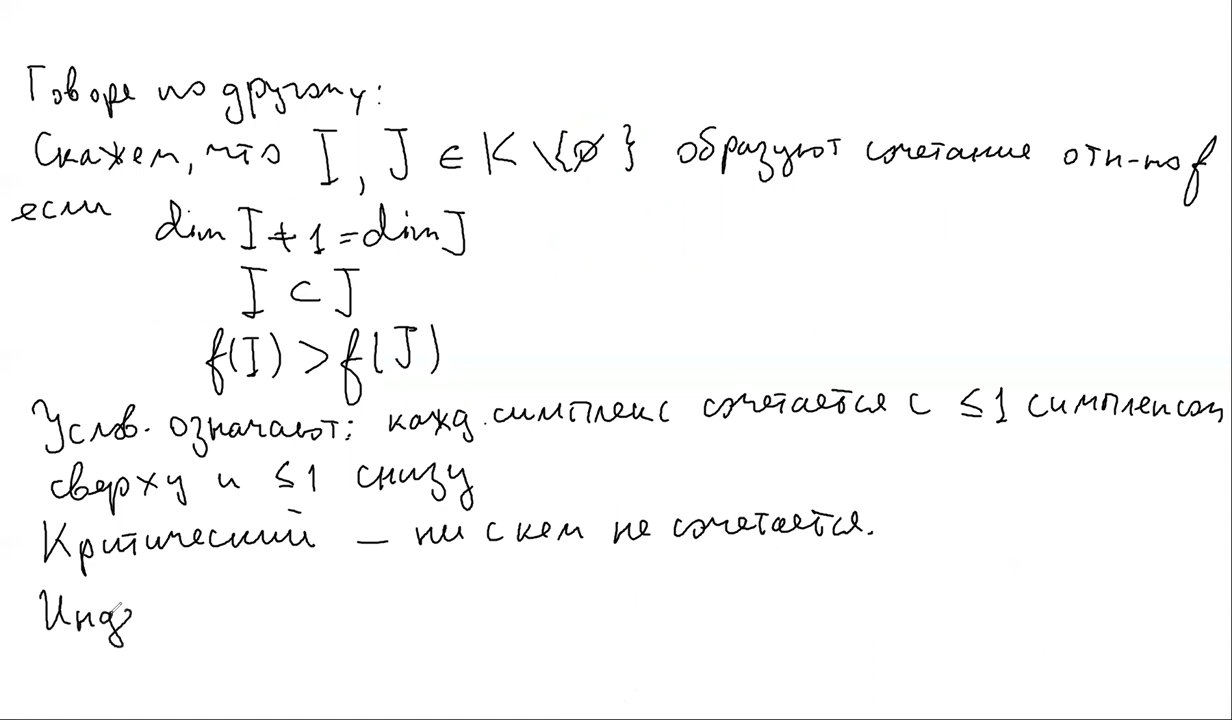 Говоря по другому:
Скажем, что I, J ∈ K \ {∅} образуют сочетание отн-но f
если
dim I + 1 = dim J
I ⊂ J
f(I) > f(J)
Услов. означают: кажд. симплекс сочетается с ≤ 1 симплексом
сверху и ≤ 1 снизу
Критический — ни с кем не сочетается.
Инд